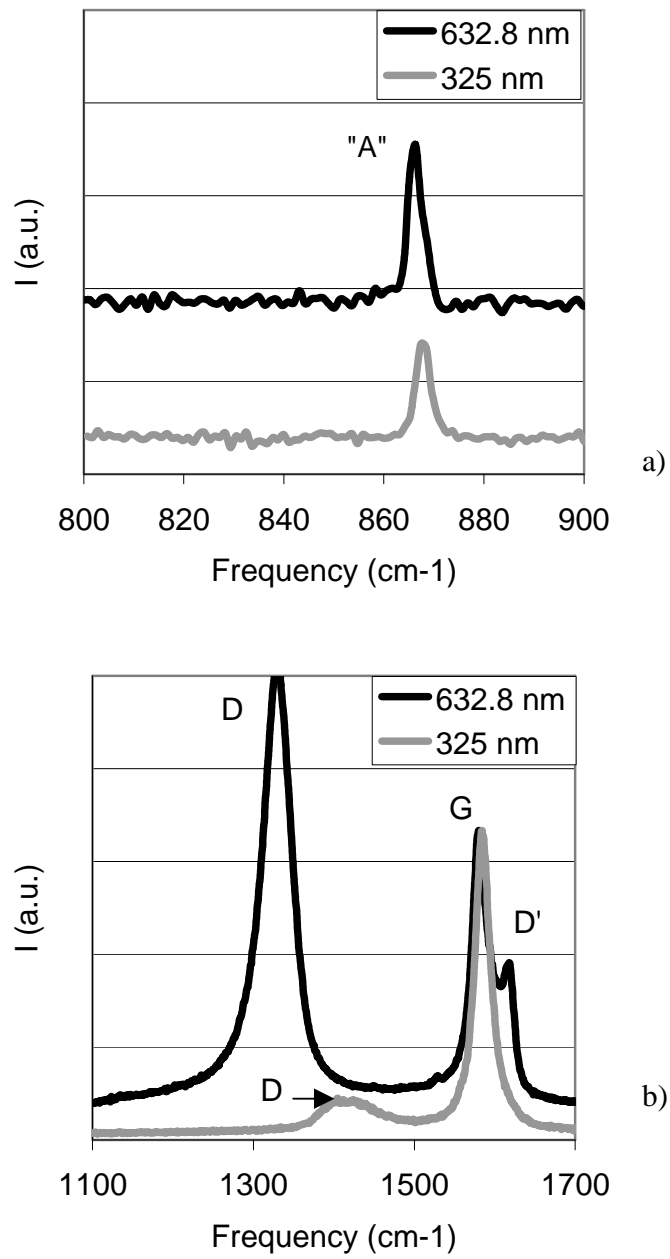 632.8 nm
325 nm
"A"
I (a.u.)
800 820 840 860 880 900
Frequency (cm-1)
a)
632.8 nm
325 nm
D
G
D'
D
I (a.u.)
1100 1300 1500 1700
Frequency (cm-1)
b)